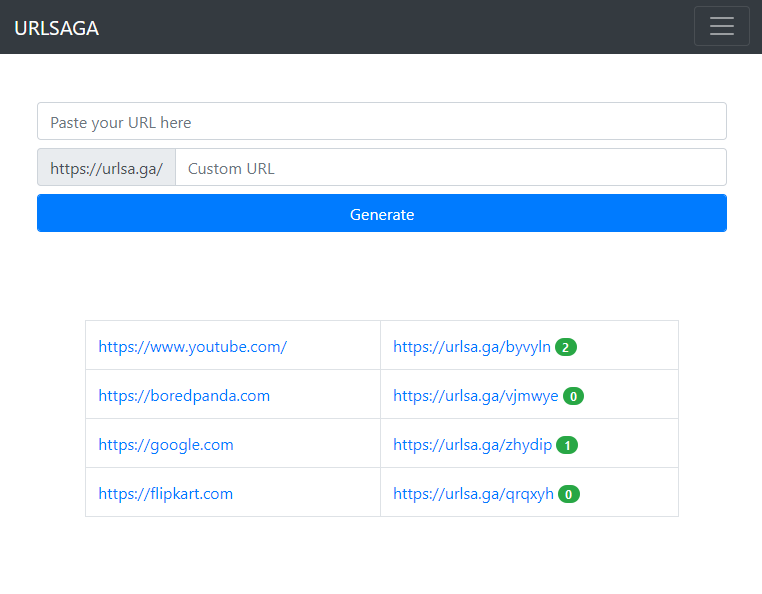 URLSAGA
Paste your URL here
https://urlsa.ga/ Custom URL
Generate
https://www.youtube.com/ https://urlsa.ga/byvyln 2
https://boredpanda.com https://urlsa.ga/vjmwye 0
https://google.com https://urlsa.ga/zhydip 1
https://flipkart.com https://urlsa.ga/qrqxyh 0